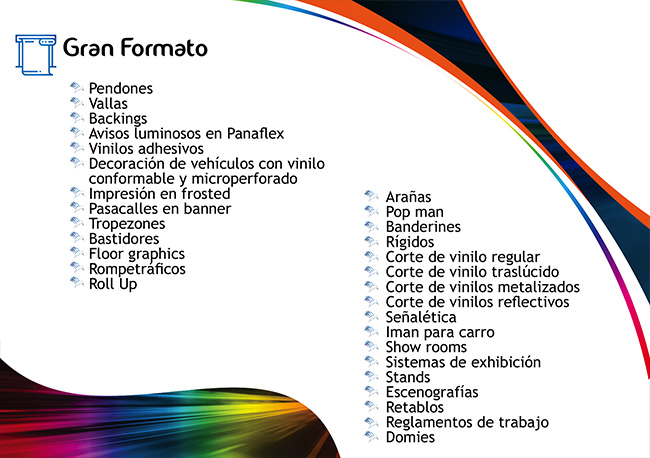 Gran Formato
Pendones
Vallas
Backings
Avisos luminosos en Panaflex
Vinilos adhesivos
Decoración de vehículos con vinilo
conformable y microperforado
Impresión en frosted
Pasacalles en banner
Tropezones
Bastidores
Floor graphics
Rompetráficos
Roll Up
Arañas
Pop man
Banderines
Rígidos
Corte de vinilo regular
Corte de vinilo traslúcido
Corte de vinilos metalizados
Corte de vinilos reflectivos
Señalética
Iman para carro
Show rooms
Sistemas de exhibición
Stands
Escenografías
Retablos
Reglamentos de trabajo
Domies